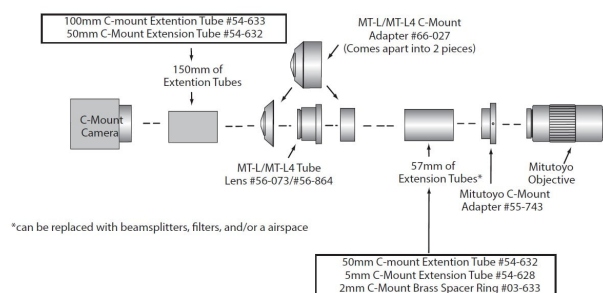 100mm C-mount Extention Tube #54-633
50mm C-Mount Extension Tube #54-632
MT-L/MT-L4 C-Mount
Adapter #66-027
(Comes apart into 2 pieces)
150mm of
Extention Tubes
C-Mount
Camera
MT-L/MT-L4 Tube
Lens #56-073/#56-864
57mm of
Extension Tubes*
Mitutoyo
Objective
Mitutoyo C-Mount
Adapter #55-743
*can be replaced with beamsplitters, filters, and/or a airspace
50mm C-mount Extention Tube #54-632
5mm C-Mount Extension Tube #54-628
2mm C-Mount Brass Spacer Ring #03-633